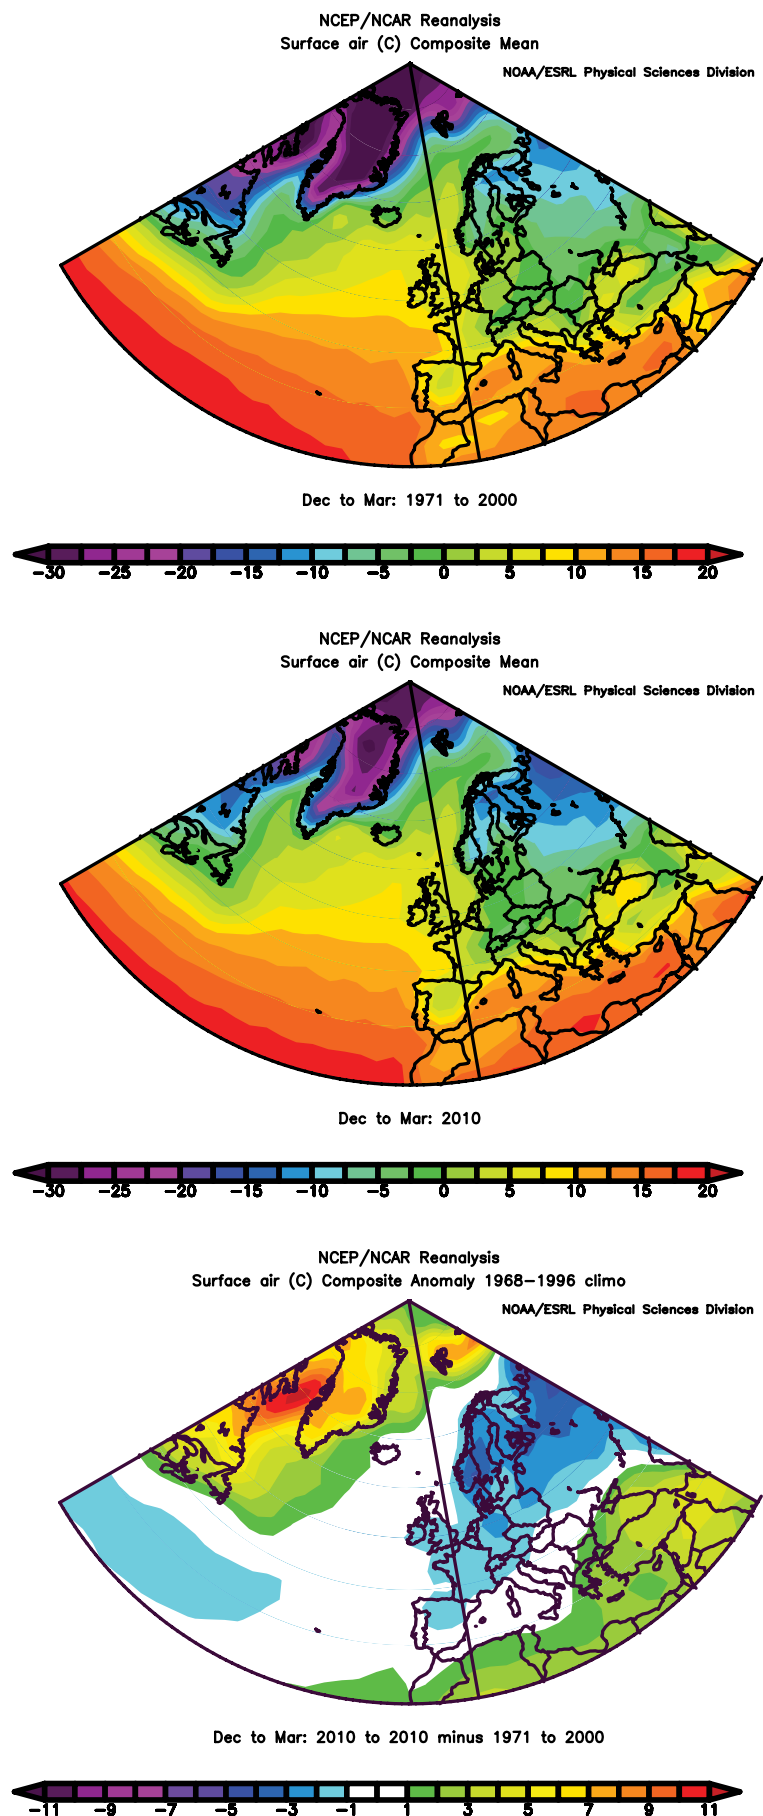 NCEP/NCAR Reanalysis
Surface air (C) Composite Mean
NOAA/ESRL Physical Sciences Division
Dec to Mar: 1971 to 2000
−30 −25 −20 −15 −10 −5 0 5 10 15 20
NCEP/NCAR Reanalysis
Surface air (C) Composite Mean
NOAA/ESRL Physical Sciences Division
Dec to Mar: 2010
−30 −25 −20 −15 −10 −5 0 5 10 15 20
NCEP/NCAR Reanalysis
Surface air (C) Composite Anomaly 1968−1996 climo
NOAA/ESRL Physical Sciences Division
Dec to Mar: 2010 to 2010 minus 1971 to 2000
−11 −9 −7 −5 −3 −1 1 3 5 7 9 11